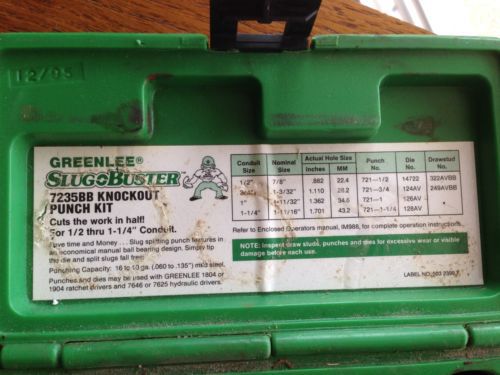 12/95
GREENLEE®
SLUGBUSTER
7235BB KNOCKOUT
PUNCH KIT
Cuts the work in half!
For 1/2 thru 1-1/4" Conduit.
Save time and Money . . . Slug splitting punch features in
an economical manual ball bearing design. Simply tip
the die and split slugs fall free.
Punching Capacity: 16 to 10 ga. (.060 to .135") mild steel.
Punches and dies may be used with GREENLEE 1804 or
1904 ratchet drivers and 7646 or 7625 hydraulic drivers.
Conduit Size Nominal Size Actual Hole Size Inches MM Punch No. Die No. Drawstud No.
1/2" 7/8" .882 22.4 721—1/2 14722 322AVBB
3/4" 1-3/32" 1.110 28.2 721—3/4 124AV 249AVBB
1" 1-11/32" 1.362 34.6 721—1 126AV
1-1/4" 1-11/16" 1.701 43.2 721—1-1/4 128AV
Refer to Enclosed Operators manual, IM988, for complete operation instructions.
NOTE: Inspect draw studs, punches and dies for wear or visible
damage before each use.
LABEL NO.